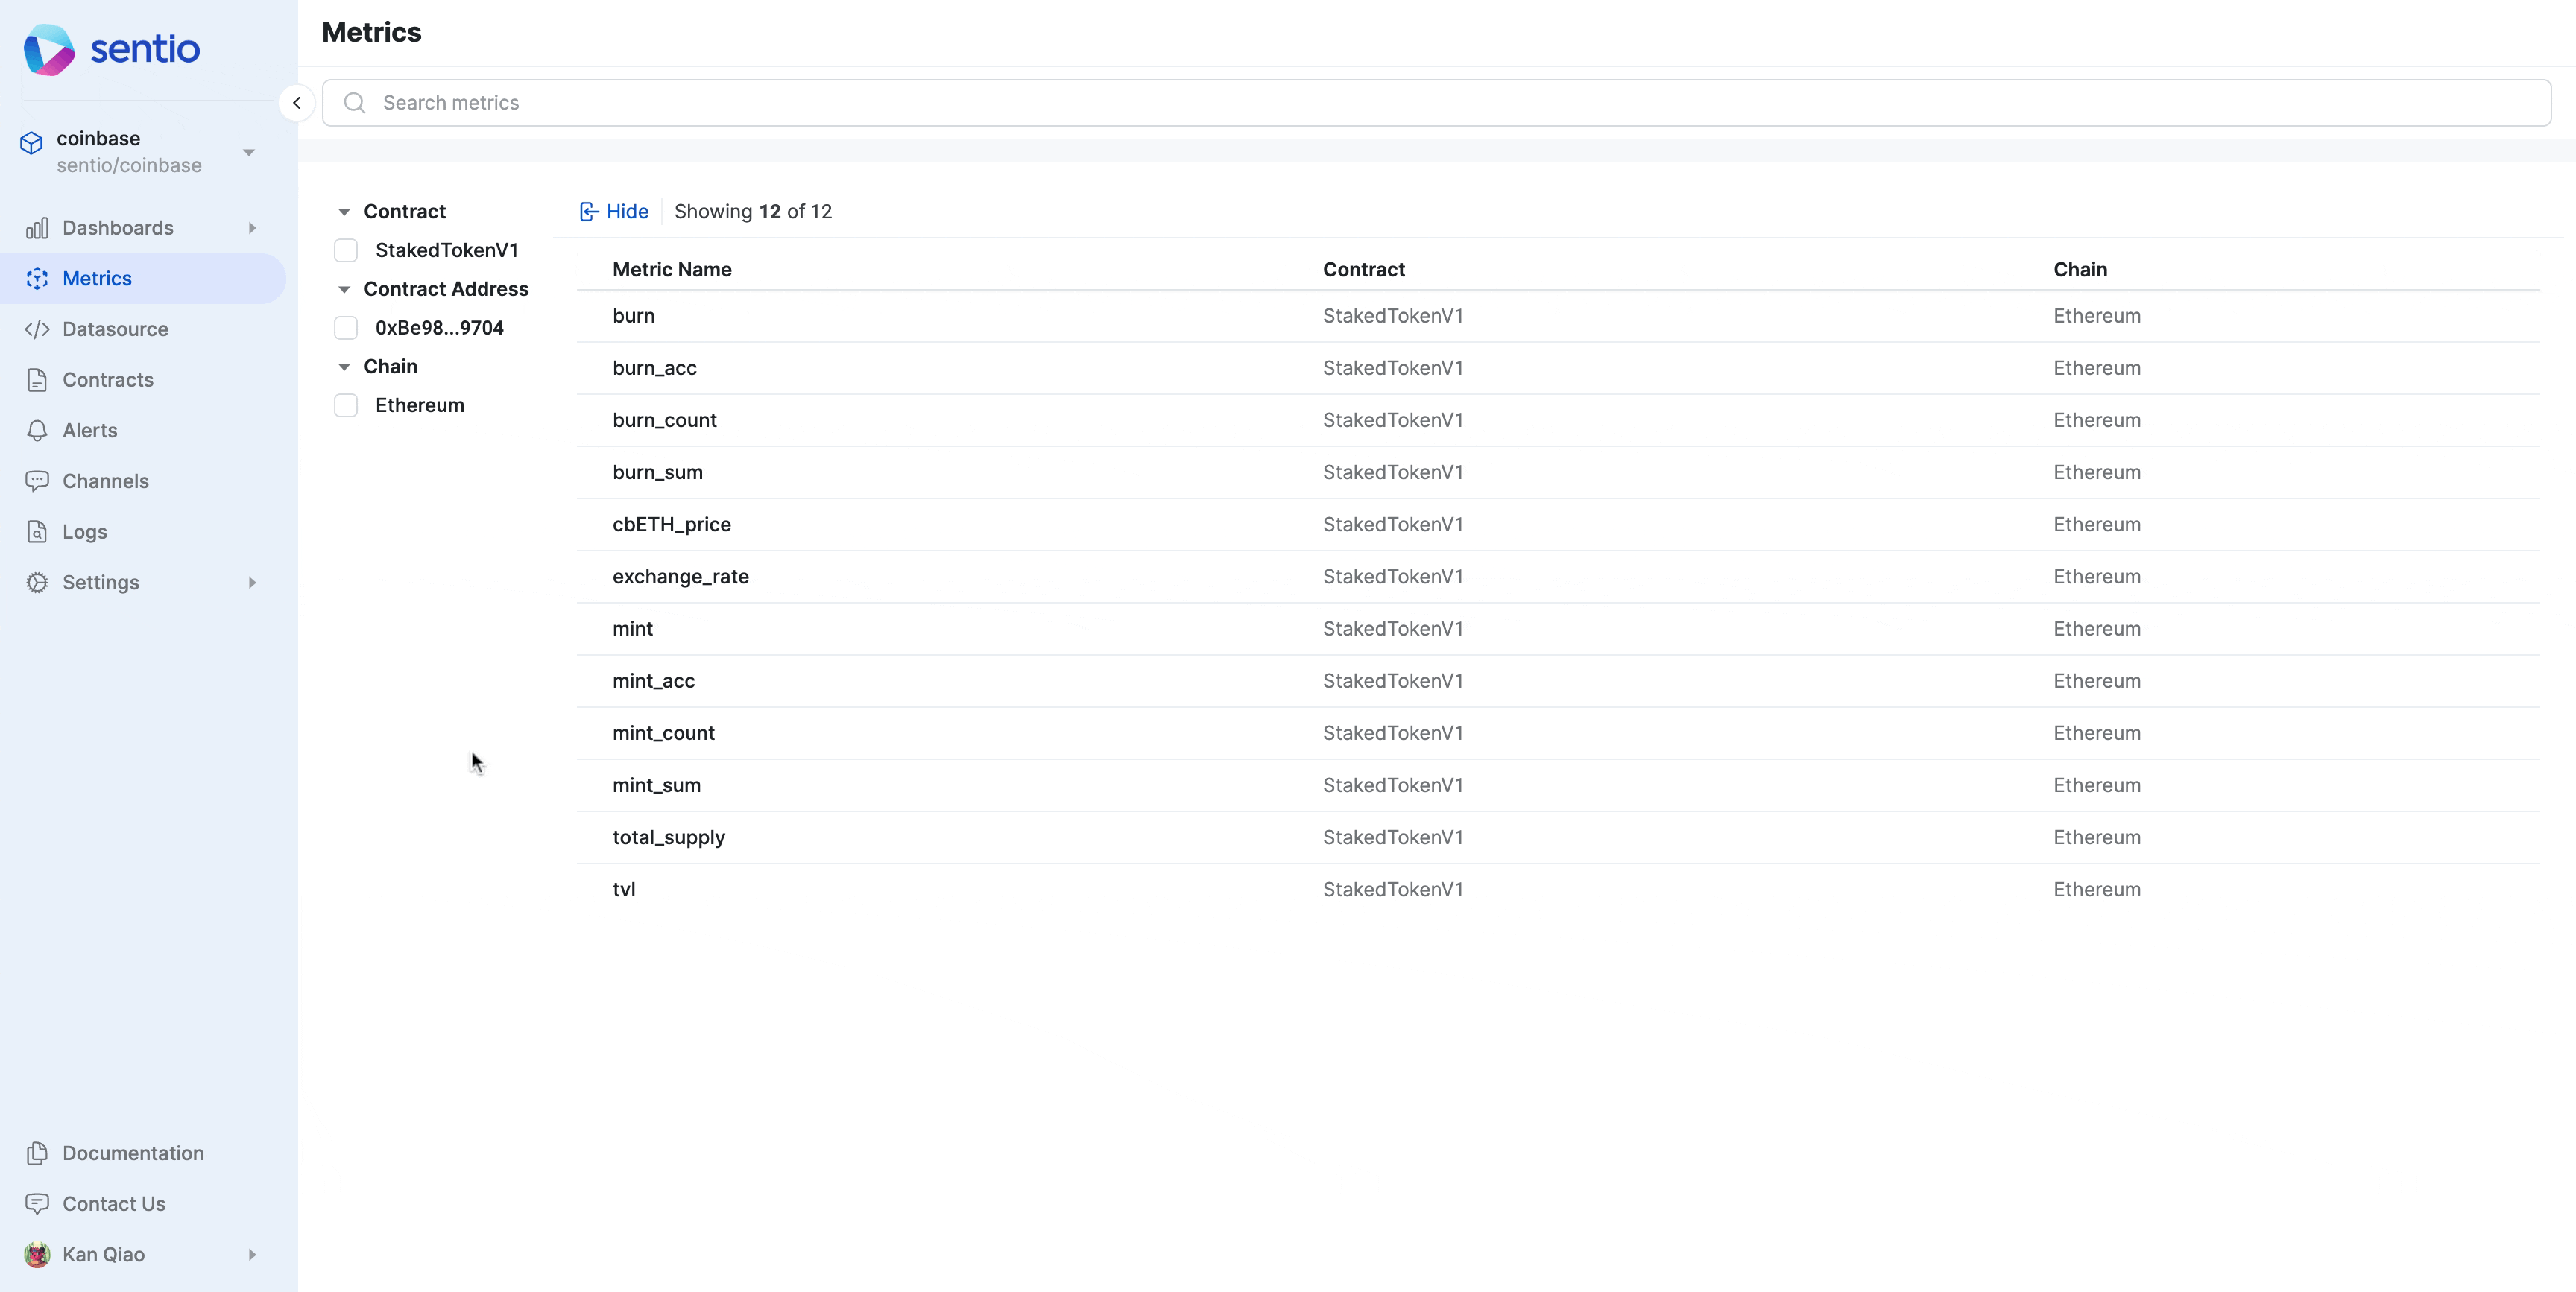 sentio
coinbase
sentio/coinbase
Dashboards
Metrics
Datasource
Contracts
Alerts
Channels
Logs
Settings
Documentation
Contact Us
Kan Qiao
Metrics
Search metrics
Contract
StakedTokenV1
Contract Address
0xBe98...9704
Chain
Ethereum
Hide Showing 12 of 12
Metric Name Contract Chain
burn StakedTokenV1 Ethereum
burn_acc StakedTokenV1 Ethereum
burn_count StakedTokenV1 Ethereum
burn_sum StakedTokenV1 Ethereum
cbETH_price StakedTokenV1 Ethereum
exchange_rate StakedTokenV1 Ethereum
mint StakedTokenV1 Ethereum
mint_acc StakedTokenV1 Ethereum
mint_count StakedTokenV1 Ethereum
mint_sum StakedTokenV1 Ethereum
total_supply StakedTokenV1 Ethereum
tvl StakedTokenV1 Ethereum